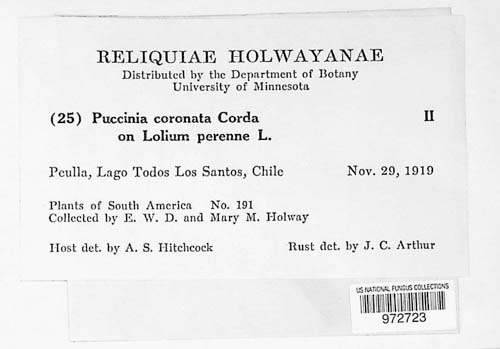 RELIQUIAE HOLWAYANAE
Distributed by the Department of Botany
University of Minnesota
(25) Puccinia coronata Corda II
on Lolium perenne L.
Peulla, Lago Todos Los Santos, Chile Nov. 29, 1919
Plants of South America No. 191
Collected by E. W. D. and Mary M. Holway
Host det. by A. S. Hitchcock Rust det. by J. C. Arthur
US NATIONAL FUNGUS COLLECTIONS
972723